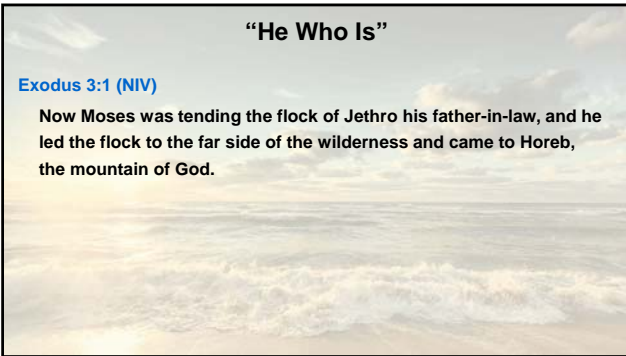 “He Who Is”
Exodus 3:1 (NIV)
Now Moses was tending the flock of Jethro his father-in-law, and he
led the flock to the far side of the wilderness and came to Horeb,
the mountain of God.